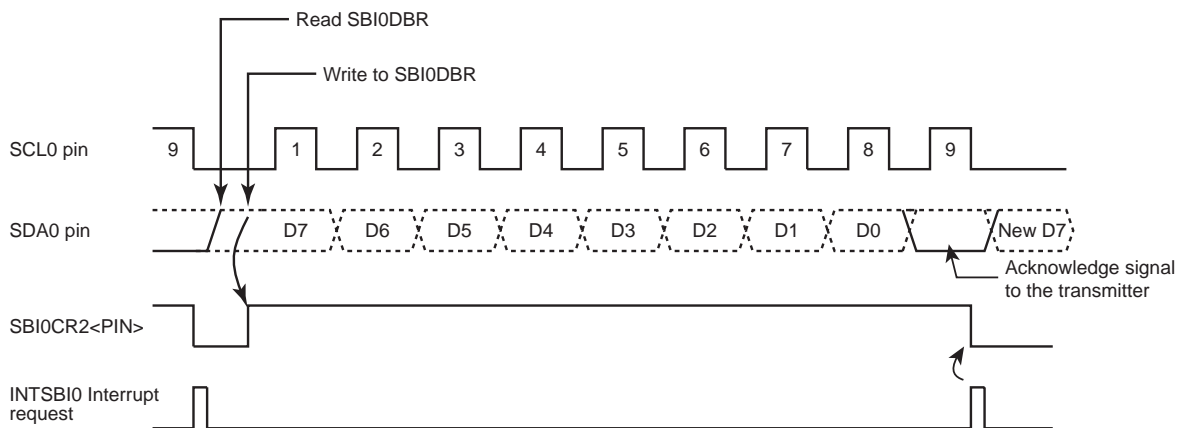 Read SBI0DBR
Write to SBI0DBR
SCL0 pin
9 1 2 3 4 5 6 7 8 9
SDA0 pin
D7 D6 D5 D4 D3 D2 D1 D0 New D7
Acknowledge signal
to the transmitter
SBI0CR2<PIN>
INTSBI0 Interrupt
request